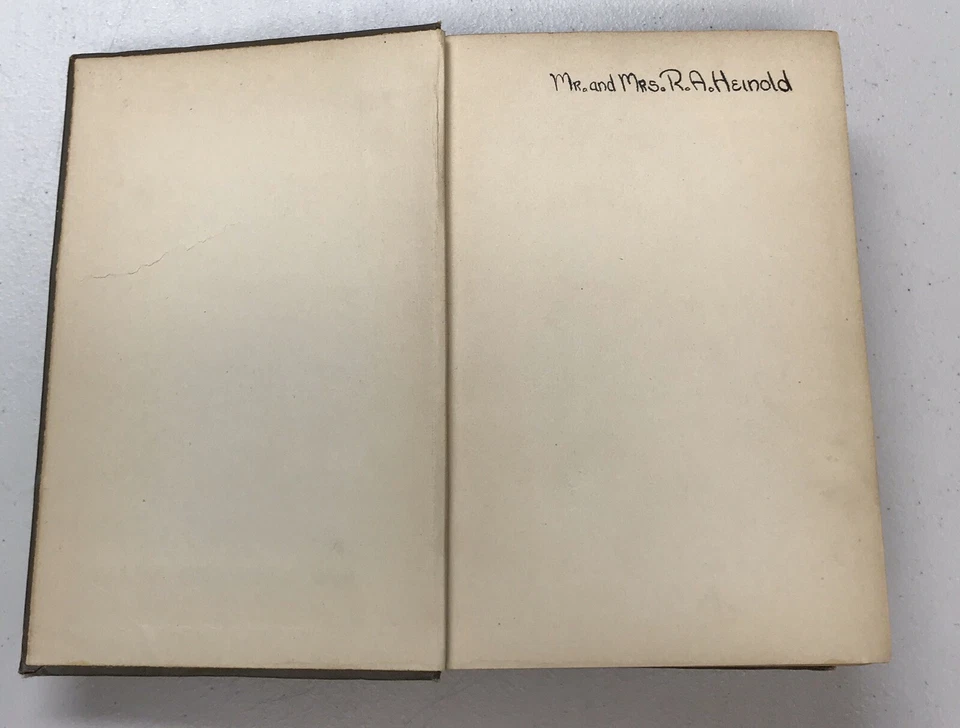 Mr. and Mrs. R. A. Heinold